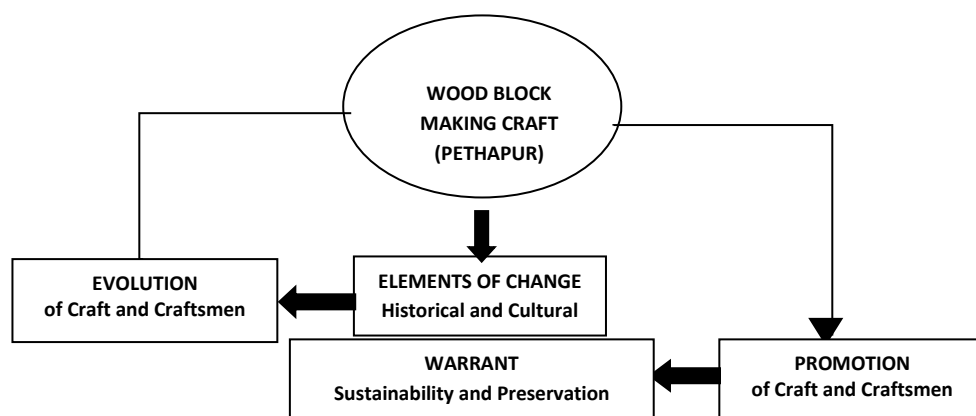 WOOD BLOCK
MAKING CRAFT
(PETHAPUR)
EVOLUTION
of Craft and Craftsmen
ELEMENTS OF CHANGE
Historical and Cultural
WARRANT
Sustainability and Preservation
PROMOTION
of Craft and Craftsmen